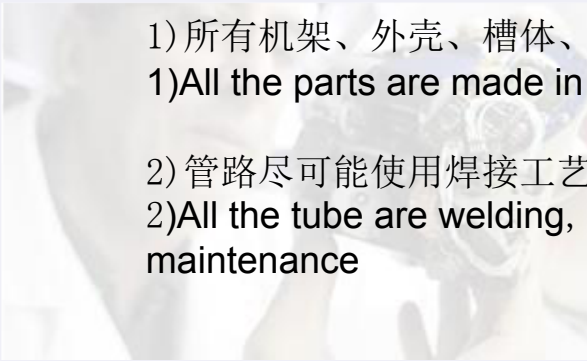 1)所有机架、外壳、槽体、
1)All the parts are made in
2)管路尽可能使用焊接工艺
2)All the tube are welding,
maintenance